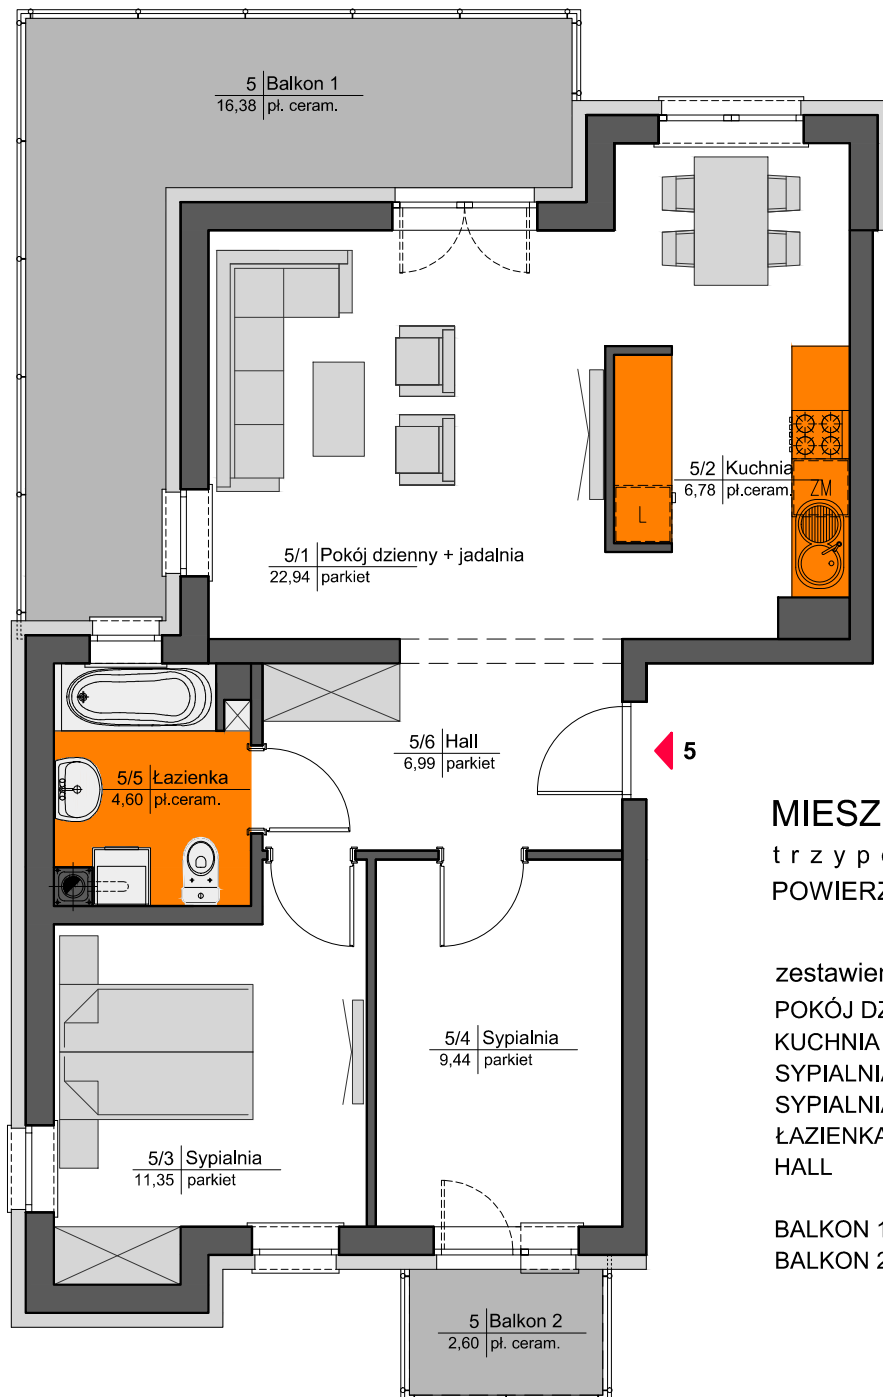 5 Balkon 1
16,38 pł. ceram.
5/2 Kuchnia
6,78 pł.ceram.
ZM
L
5/1 Pokój dzienny + jadalnia
22,94 parkiet
5/6 Hall
6,99 parkiet
5
5/5 Łazienka
4,60 pł.ceram.
MIESZ
trzyp
POWIERZ
zestawien
POKÓJ DZ
KUCHNIA
SYPIALNIA
SYPIALNIA
ŁAZIENKA
HALL
BALKON 1
BALKON 2
5/4 Sypialnia
9,44 parkiet
5/3 Sypialnia
11,35 parkiet
5 Balkon 2
2,60 pł. ceram.